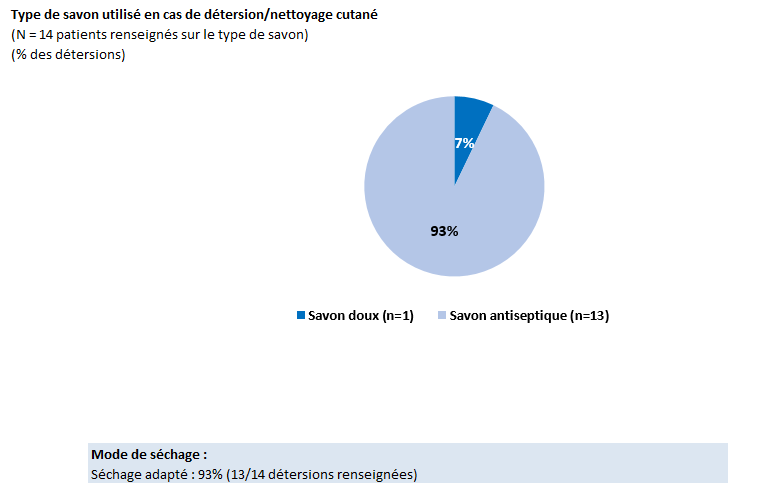 Type de savon utilisé en cas de détersion/nettoyage cutané
(N = 14 patients renseignés sur le type de savon)
(% des détersions)
7%
93%
Savon doux (n=1) Savon antiseptique (n=13)
Mode de séchage :
Séchage adapté : 93% (13/14 détersions renseignées)